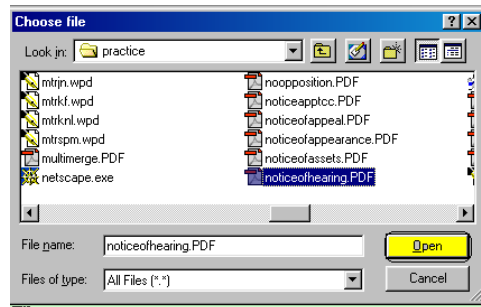 Choose file
Look in: practice
mtrjn.wpd
mtrkf.wpd
mtrknl.wpd
mtrspm.wpd
multimerge.PDF
netscape.exe
noopposition.PDF
noticeapptcc.PDF
noticeofappeal.PDF
noticeofappearance.PDF
noticeofassets.PDF
noticeofhearing.PDF
File name: noticeofhearing.PDF Open
Files of type: All Files (*.*) Cancel